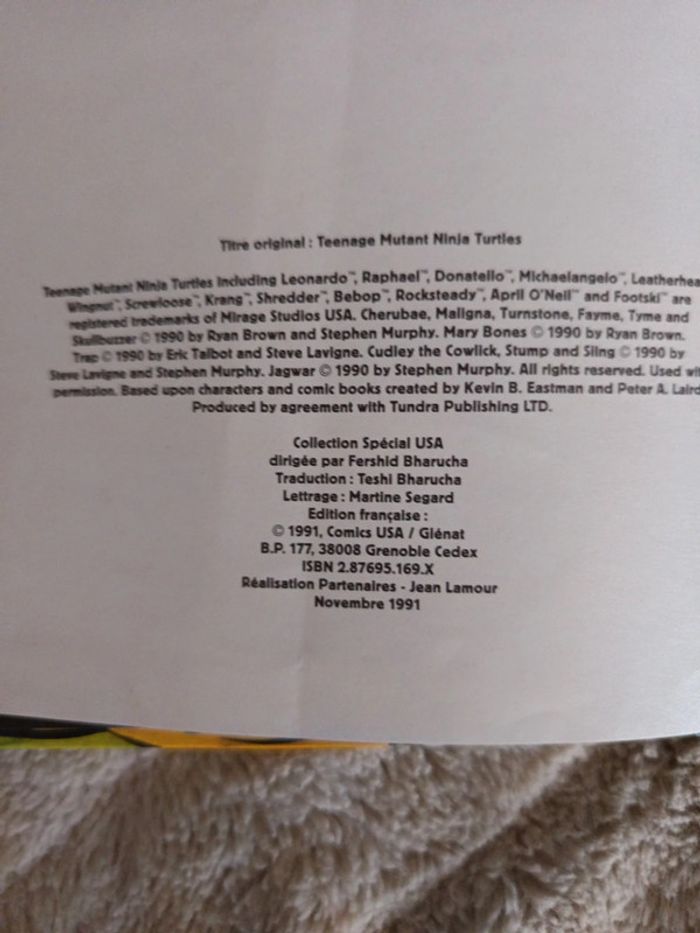 Titre original : Teenage Mutant Ninja Turtles
Teenage Mutant Ninja Turtles including Leonardo™, Raphael™, Donatello™, Michaelangelo™, Leatherhea
Wingnut™, Screwloose™, Krang™, Shredder™, Bebop™, Rocksteady™, April O'Neil™ and Footski™ are
registered trademarks of Mirage Studios USA. Cherubae, Maligna, Turnstone, Fayme, Tyme and
Skullbuzzer © 1990 by Ryan Brown and Stephen Murphy. Mary Bones © 1990 by Ryan Brown.
Trap © 1990 by Eric Talbot and Steve Lavigne. Cudley the Cowlick, Stump and Sling © 1990 by
Steve Lavigne and Stephen Murphy. Jagwar © 1990 by Stephen Murphy. All rights reserved. Used wi
permission. Based upon characters and comic books created by Kevin B. Eastman and Peter A. Laird
Produced by agreement with Tundra Publishing LTD.
Collection Spécial USA
dirigée par Fershid Bharucha
Traduction : Teshi Bharucha
Lettrage : Martine Segard
Edition française :
© 1991, Comics USA / Glénat
B.P. 177, 38008 Grenoble Cedex
ISBN 2.87695.169.X
Réalisation Partenaires - Jean Lamour
Novembre 1991